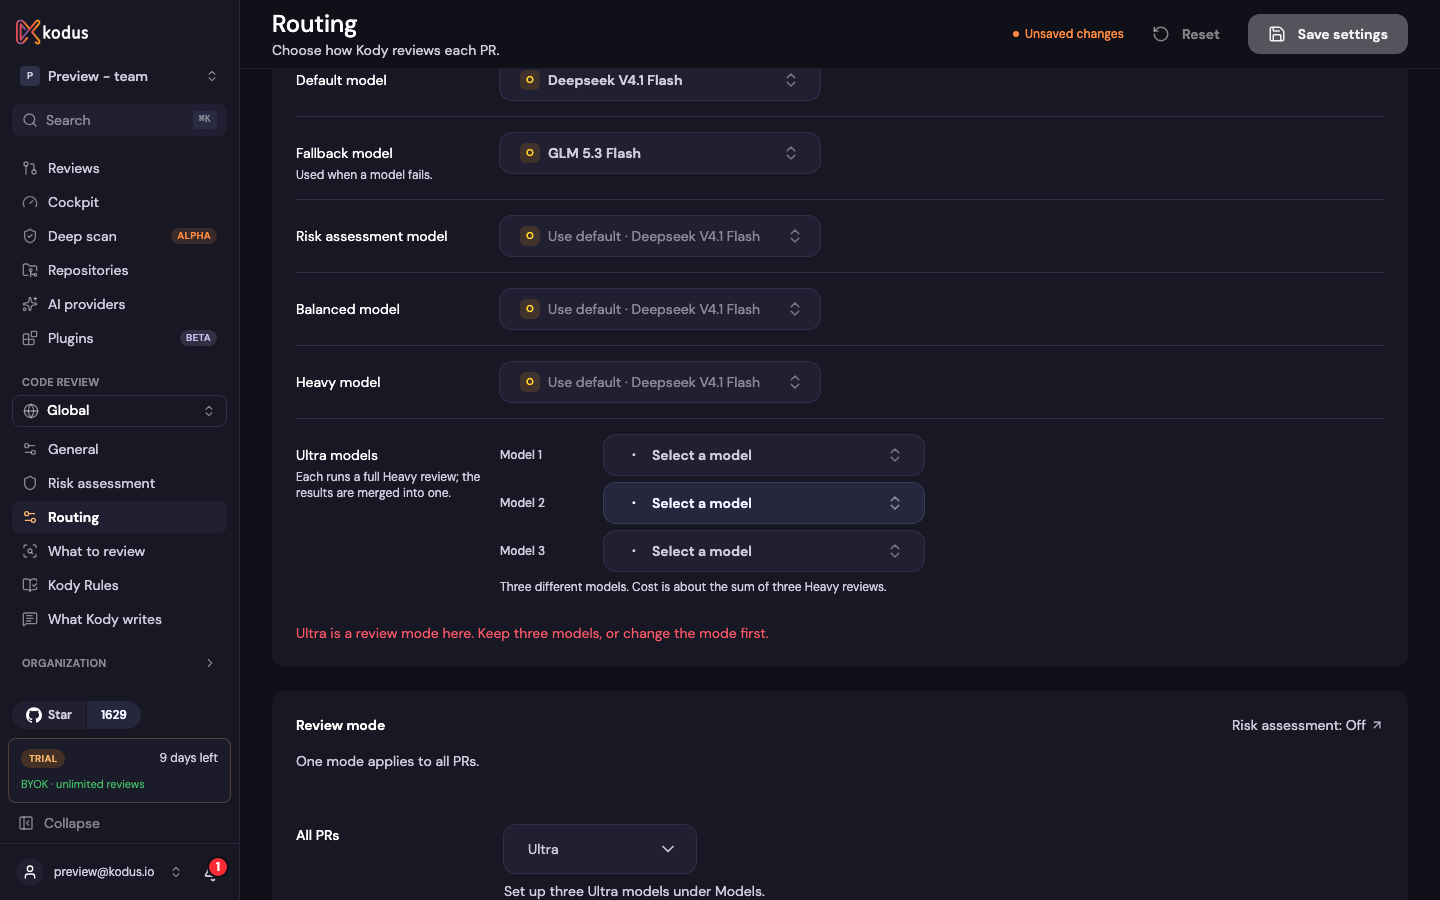 kodus
P Preview - team
Search ⌘K
Reviews
Cockpit
Deep scan ALPHA
Repositories
AI providers
Plugins BETA
CODE REVIEW
Global
General
Risk assessment
Routing
What to review
Kody Rules
What Kody writes
ORGANIZATION
Star 1629
TRIAL 9 days left
BYOK · unlimited reviews
Collapse
preview@kodus.io 1
Routing
Choose how Kody reviews each PR.
Unsaved changes Reset Save settings
Default model O Deepseek V4.1 Flash
Fallback model O GLM 5.3 Flash
Used when a model fails.
Risk assessment model O Use default · Deepseek V4.1 Flash
Balanced model O Use default · Deepseek V4.1 Flash
Heavy model O Use default · Deepseek V4.1 Flash
Ultra models
Each runs a full Heavy review; the
results are merged into one.
Model 1 · Select a model
Model 2 · Select a model
Model 3 · Select a model
Three different models. Cost is about the sum of three Heavy reviews.
Ultra is a review mode here. Keep three models, or change the mode first.
Review mode Risk assessment: Off
One mode applies to all PRs.
All PRs Ultra
Set up three Ultra models under Models.